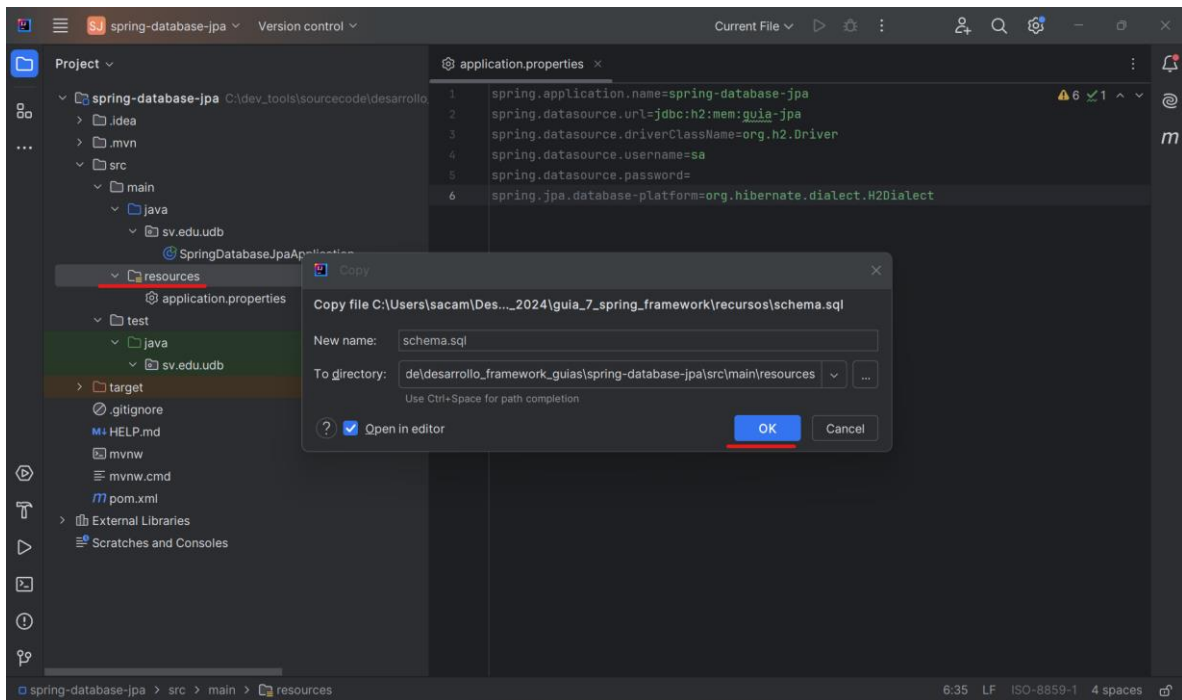 SJ spring-database-jpa Version control Current File
Project
application.properties
spring-database-jpa C:\dev_tools\sourcecode\desarrollo_
.idea
.mvn
src
main
java
sv.edu.udb
SpringDatabaseJpaApplication
resources
application.properties
test
java
sv.edu.udb
target
.gitignore
M↓ HELP.md
mvnw
mvnw.cmd
m pom.xml
External Libraries
Scratches and Consoles
1 spring.application.name=spring-database-jpa
2 spring.datasource.url=jdbc:h2:mem:guia-jpa
3 spring.datasource.driverClassName=org.h2.Driver
4 spring.datasource.username=sa
5 spring.datasource.password=
6 spring.jpa.database-platform=org.hibernate.dialect.H2Dialect
6 1
m
Copy
Copy file C:\Users\sacam\Des..._2024\guia_7_spring_framework\recursos\schema.sql
New name: schema.sql
To directory: de\desarrollo_framework_guias\spring-database-jpa\src\main\resources ...
Use Ctrl+Space for path completion
? Open in editor OK Cancel
spring-database-jpa > src > main > resources 6:35 LF ISO-8859-1 4 spaces